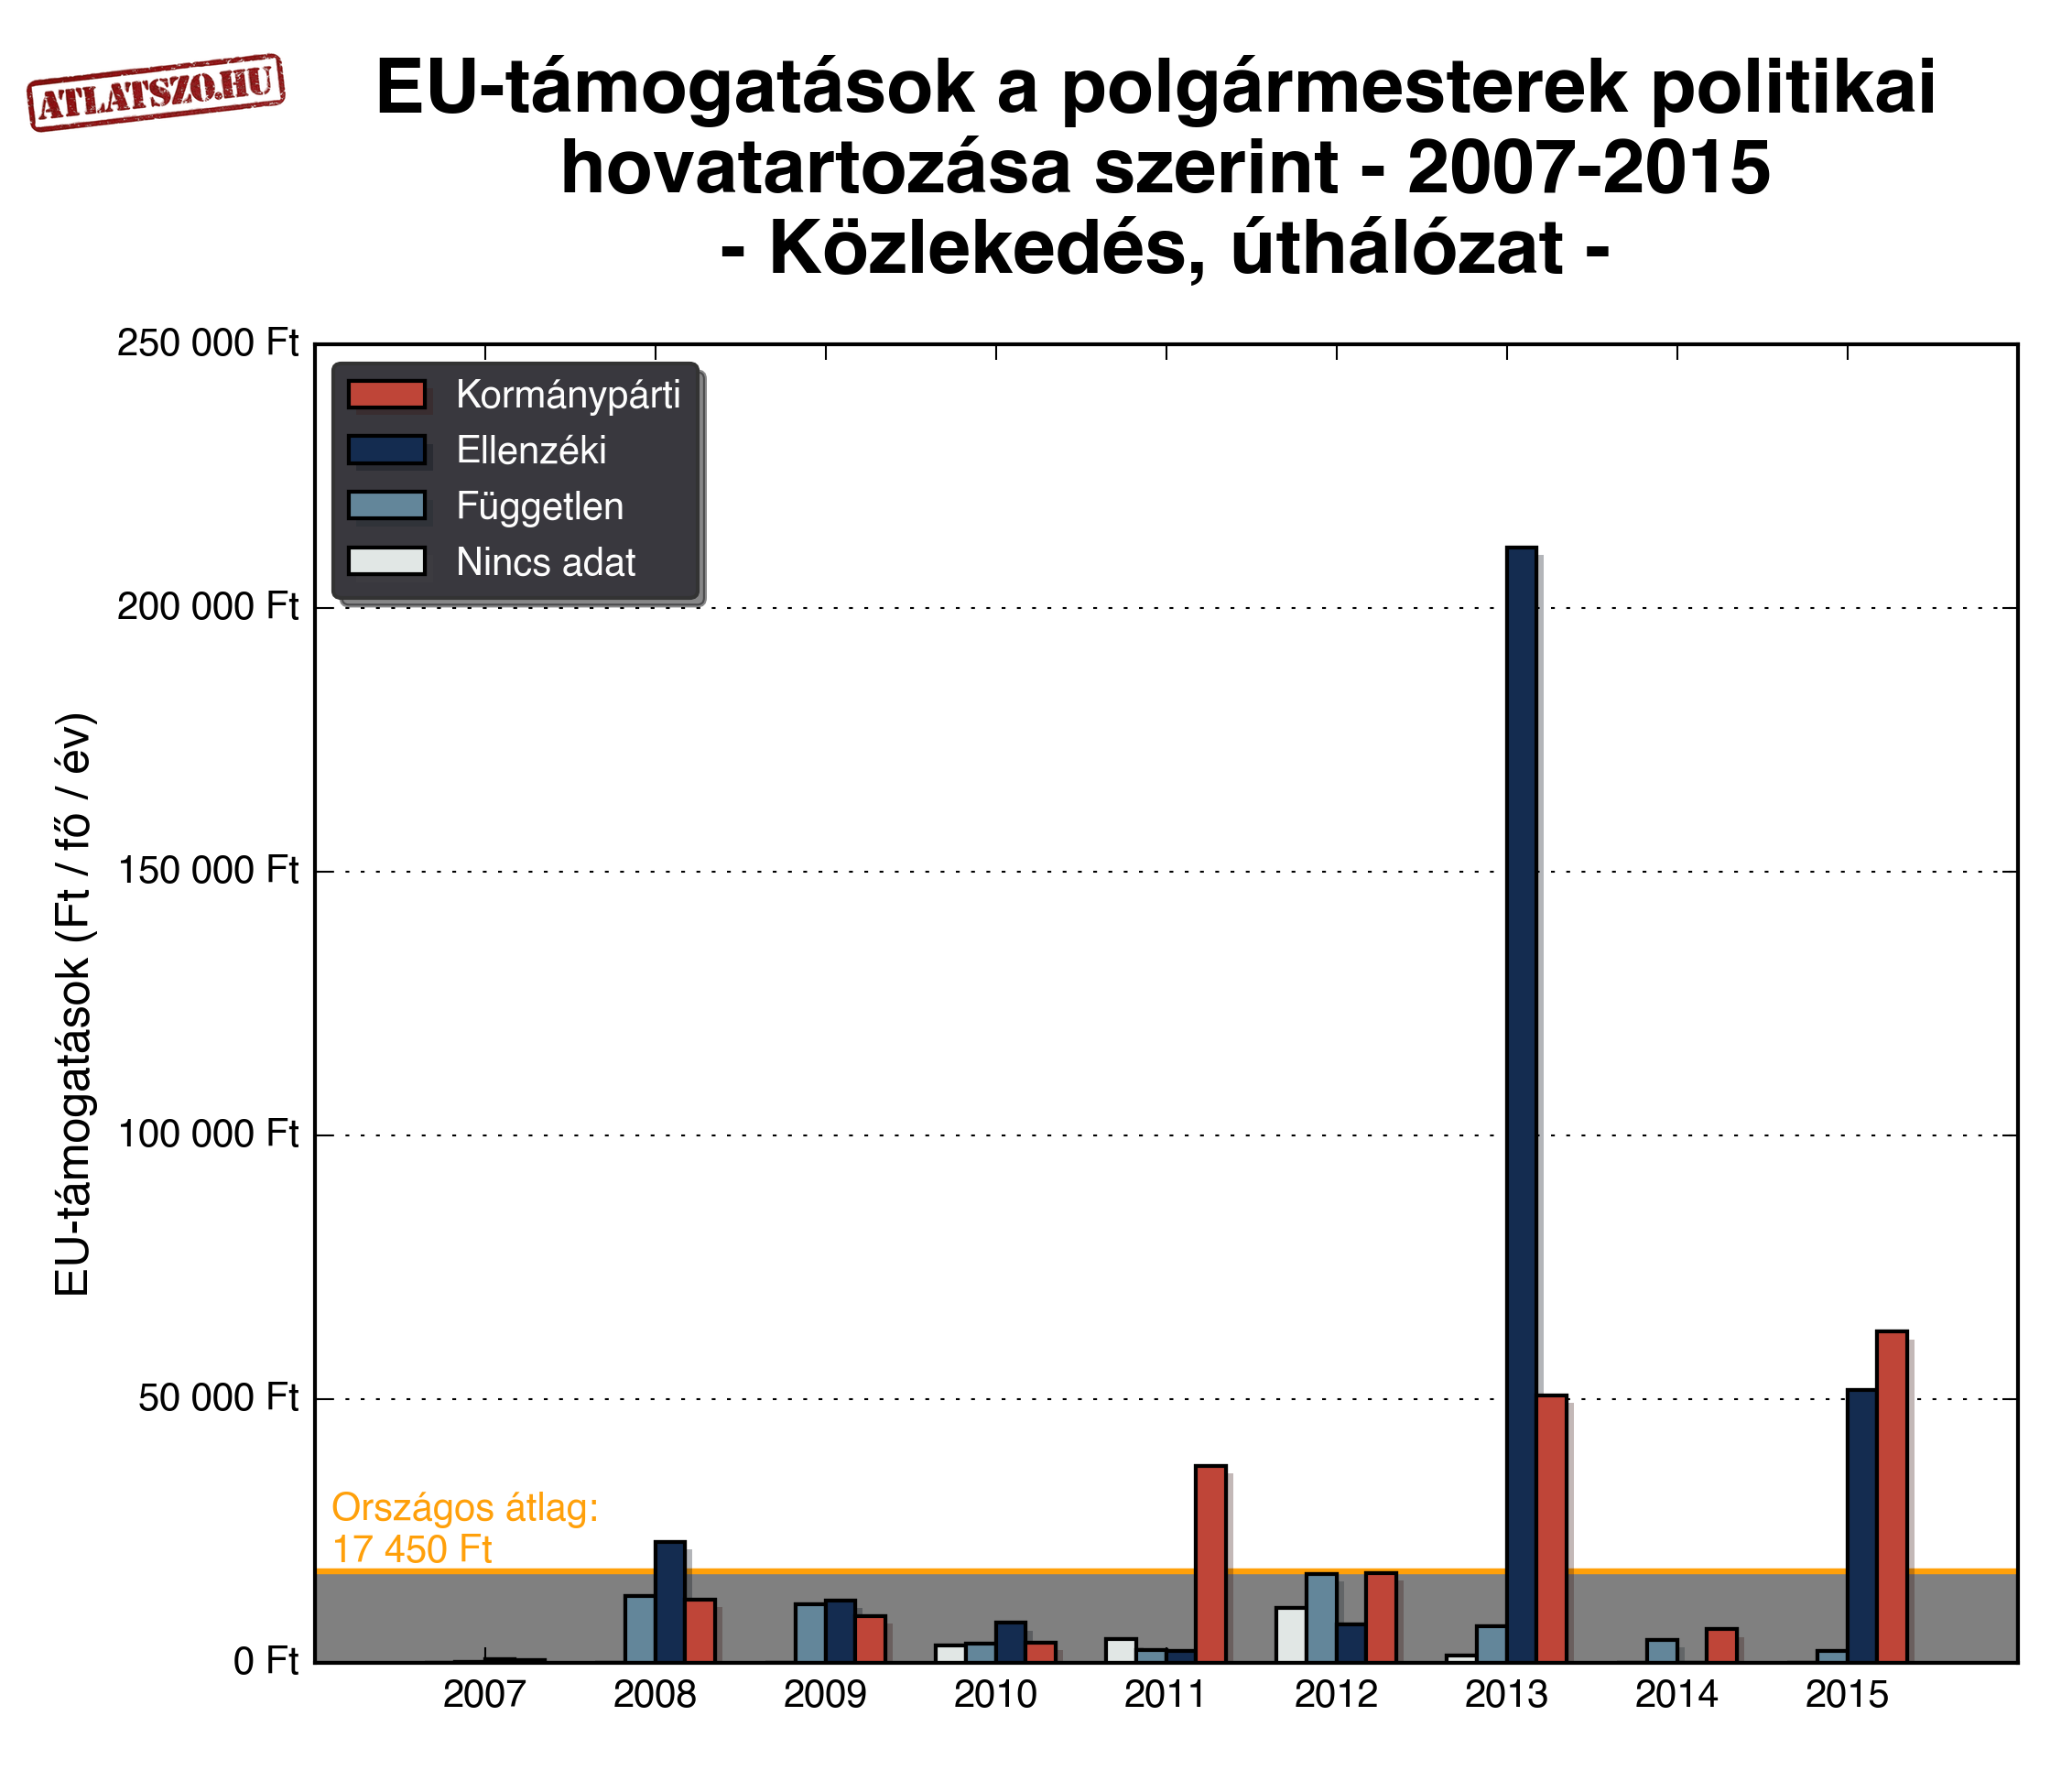 ATLATSZO.HU
EU-támogatások a polgármesterek politikai
hovatartozása szerint - 2007-2015
- Közlekedés, úthálózat -
250 000 Ft
200 000 Ft
150 000 Ft
100 000 Ft
50 000 Ft
0 Ft
EU-támogatások (Ft / fő / év)
Kormánypárti
Ellenzéki
Független
Nincs adat
Országos átlag:
17 450 Ft
2007 2008 2009 2010 2011 2012 2013 2014 2015